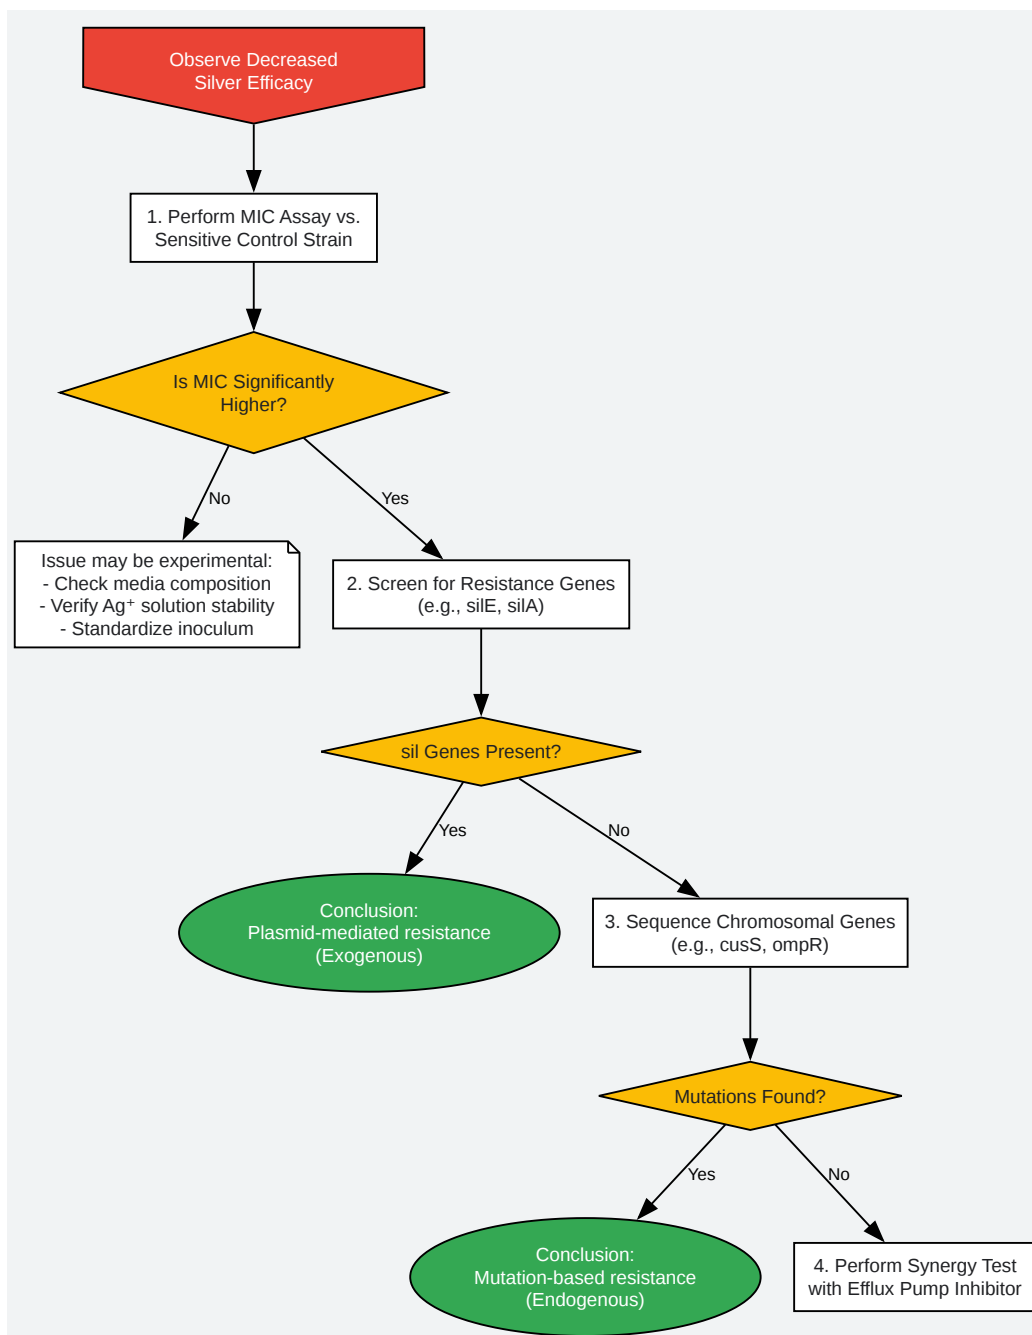 Observe Decreased
Silver Efficacy
1. Perform MIC Assay vs.
Sensitive Control Strain
Is MIC Significantly
Higher?
No
Yes
Issue may be experimental:
- Check media composition
- Verify Ag⁺ solution stability
- Standardize inoculum
2. Screen for Resistance Genes
(e.g., silE, silA)
sil Genes Present?
Yes
No
Conclusion:
Plasmid-mediated resistance
(Exogenous)
3. Sequence Chromosomal Genes
(e.g., cusS, ompR)
Mutations Found?
Yes
No
Conclusion:
Mutation-based resistance
(Endogenous)
4. Perform Synergy Test
with Efflux Pump Inhibitor